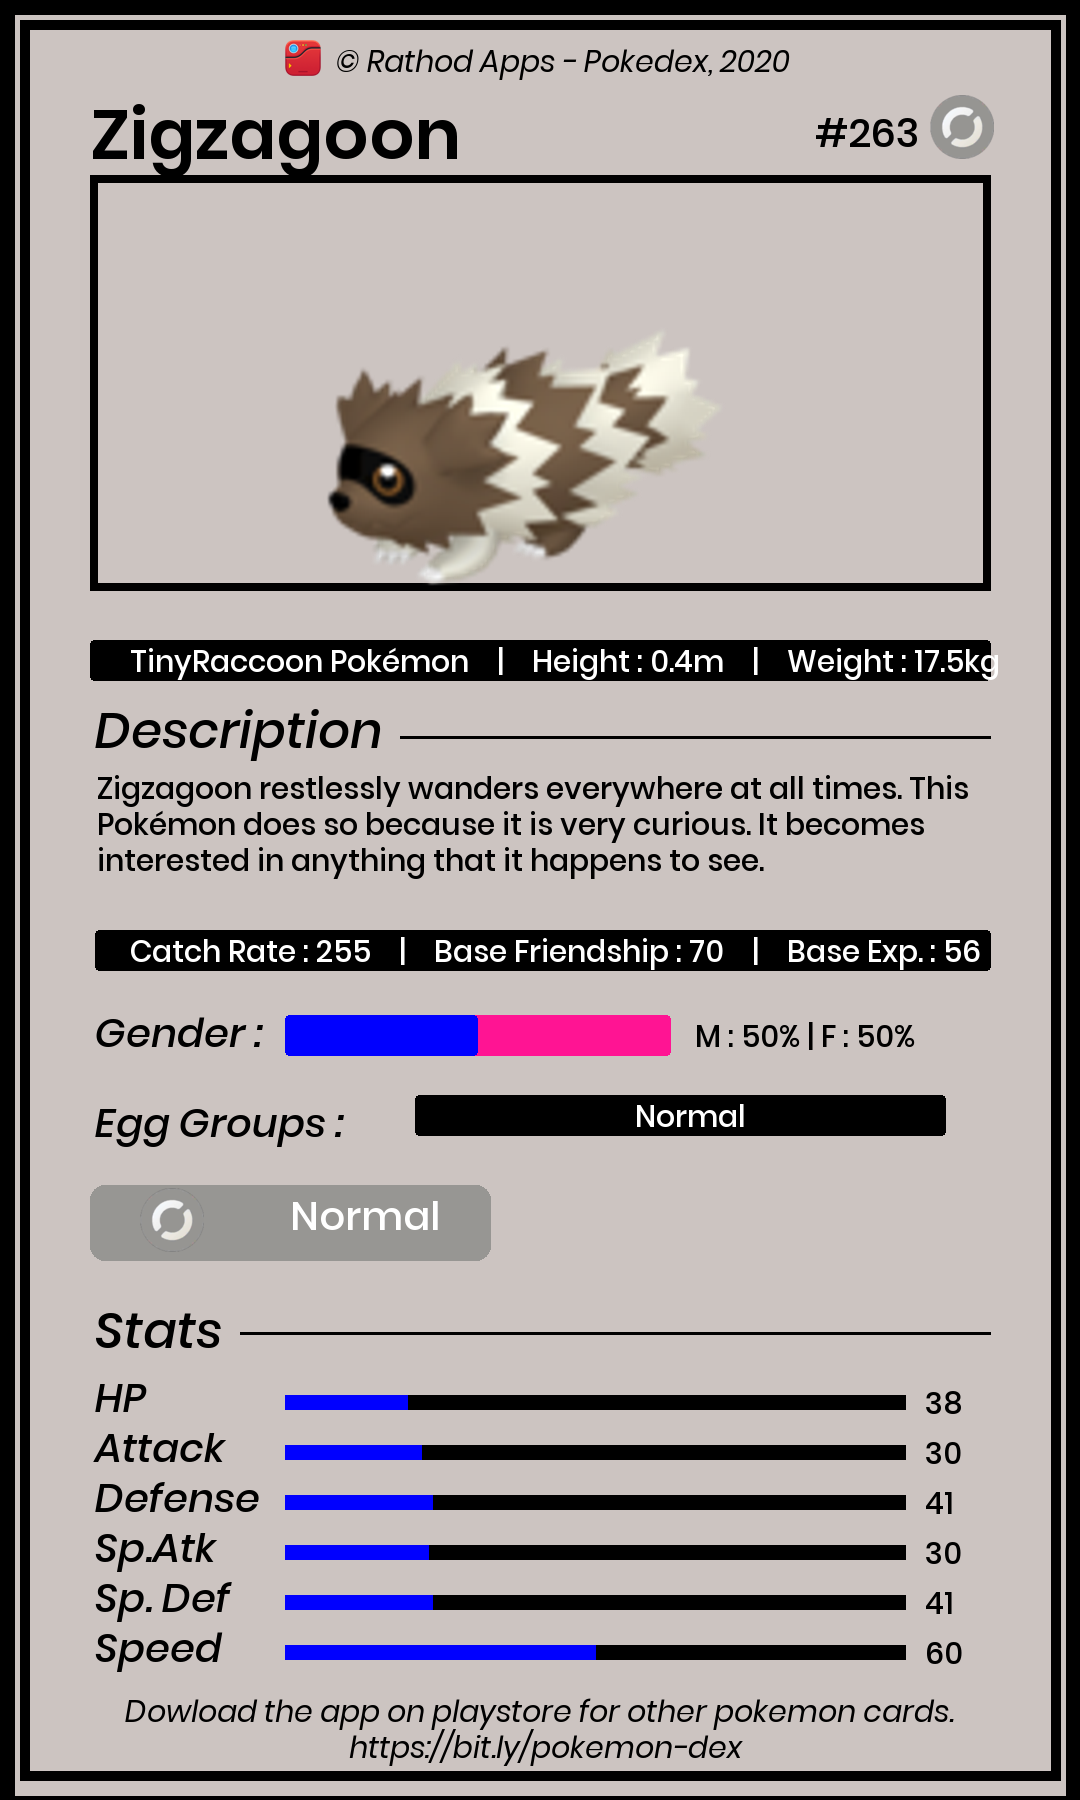 © Rathod Apps - Pokedex, 2020
Zigzagoon #263
TinyRaccoon Pokémon | Height : 0.4m | Weight : 17.5kg
Description
Zigzagoon restlessly wanders everywhere at all times. This
Pokémon does so because it is very curious. It becomes
interested in anything that it happens to see.
Catch Rate : 255 | Base Friendship : 70 | Base Exp. : 56
Gender : M : 50% | F : 50%
Egg Groups : Normal
Normal
Stats
HP 38
Attack 30
Defense 41
Sp.Atk 30
Sp. Def 41
Speed 60
Dowload the app on playstore for other pokemon cards.
https://bit.ly/pokemon-dex